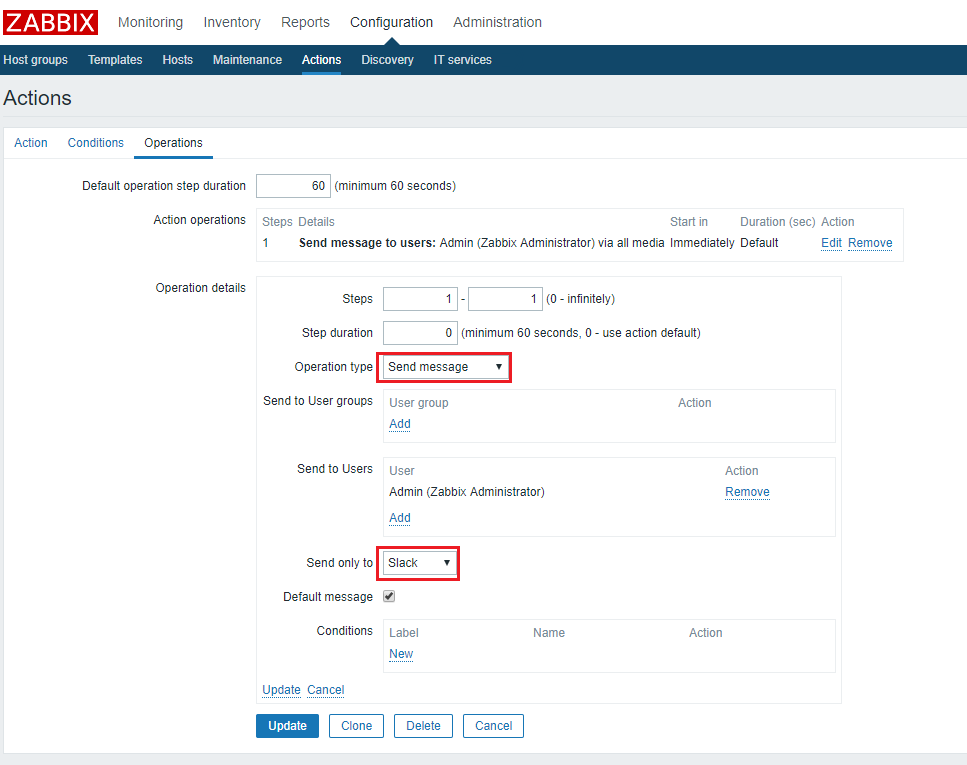 ZABBIX Monitoring Inventory Reports Configuration Administration
Host groups Templates Hosts Maintenance Actions Discovery IT services
Actions
Action Conditions Operations
Default operation step duration 60 (minimum 60 seconds)
Action operations Steps Details Start in Duration (sec) Action
1 Send message to users: Admin (Zabbix Administrator) via all media Immediately Default Edit Remove
Operation details
Steps 1 - 1 (0 - infinitely)
Step duration 0 (minimum 60 seconds, 0 - use action default)
Operation type Send message
Send to User groups User group Action
Add
Send to Users User Action
Admin (Zabbix Administrator) Remove
Add
Send only to Slack
Default message
Conditions Label Name Action
New
Update Cancel
Update Clone Delete Cancel